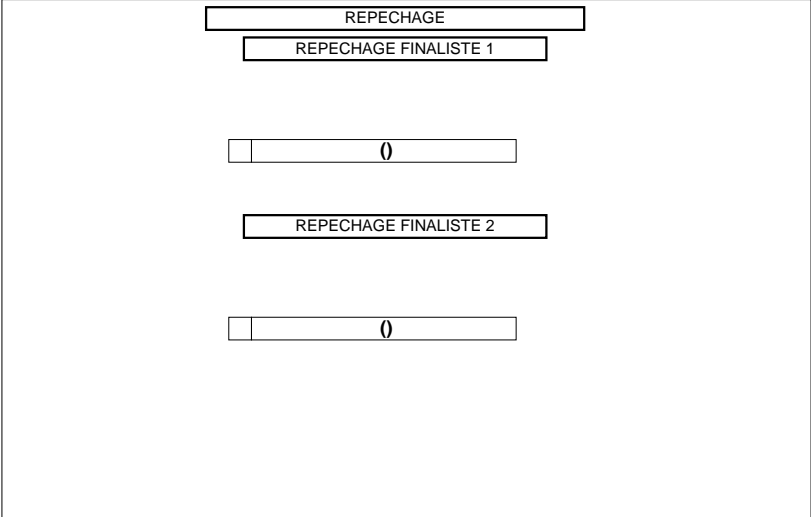 REPECHAGE
REPECHAGE FINALISTE 1
()
REPECHAGE FINALISTE 2
()